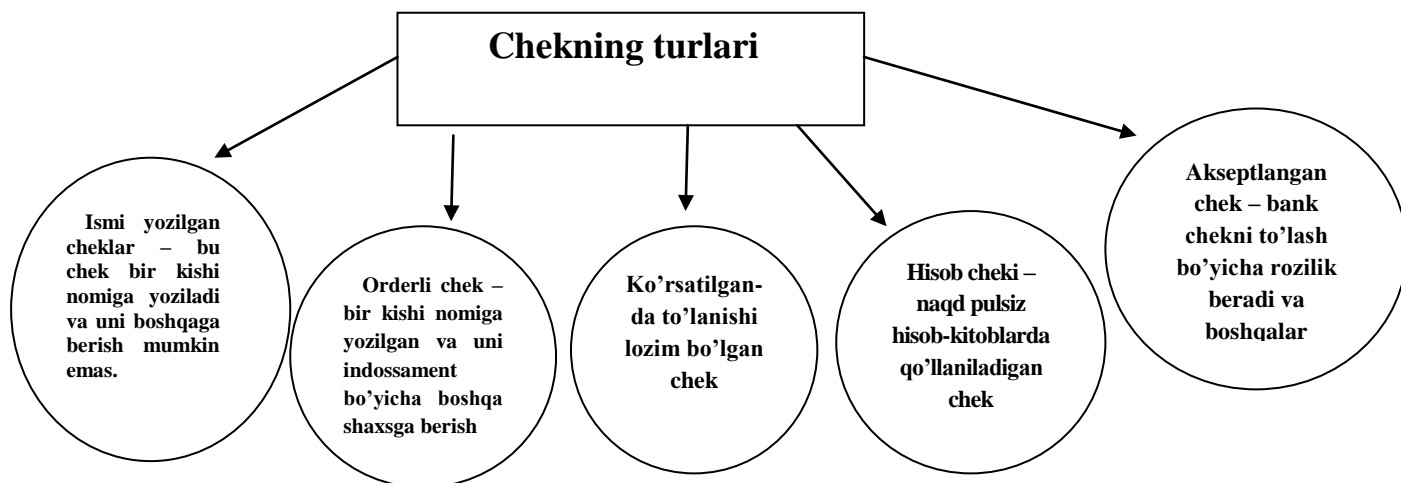 Chekning turlari
Ismi yozilgan
cheklar – bu
chek bir kishi
nomiga yoziladi
va uni boshqaga
berish mumkin
emas.
Orderli chek –
bir kishi nomiga
yozilgan va uni
indossament
bo’yicha boshqa
shaxsga berish
Ko’rsatilgan-
da to’lanishi
lozim bo’lgan
chek
Hisob cheki –
naqd pulsiz
hisob-kitoblarda
qo’llaniladigan
chek
Akseptlangan
chek – bank
chekni to’lash
bo’yicha rozilik
beradi va
boshqalar